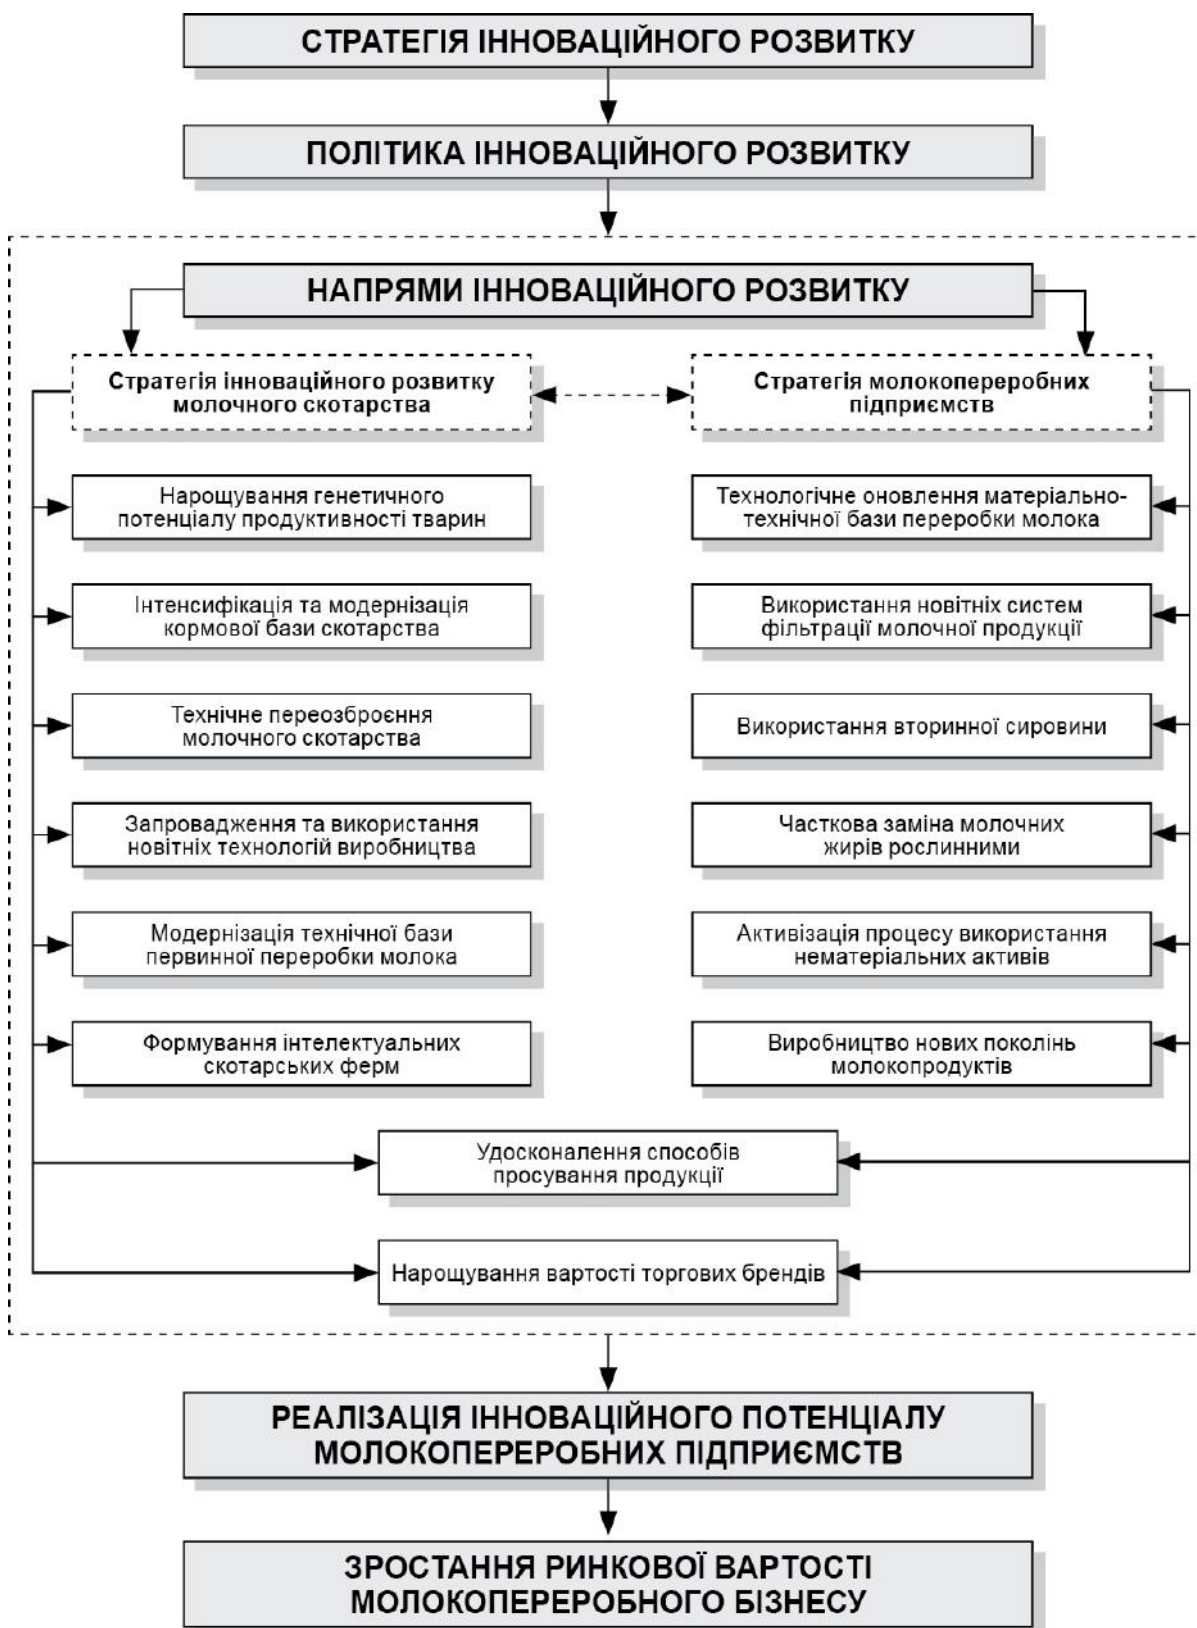 СТРАТЕГІЯ ІННОВАЦІЙНОГО РОЗВИТКУ
ПОЛІТИКА ІННОВАЦІЙНОГО РОЗВИТКУ
НАПРЯМИ ІННОВАЦІЙНОГО РОЗВИТКУ
Стратегія інноваційного розвитку
молочного скотарства
Стратегія молокопереробних
підприємств
Нарощування генетичного
потенціалу продуктивності тварин
Технологічне оновлення матеріально-
технічної бази переробки молока
Інтенсифікація та модернізація
кормової бази скотарства
Використання новітніх систем
фільтрації молочної продукції
Технічне переозброєння
молочного скотарства
Використання вторинної сировини
Запровадження та використання
новітніх технологій виробництва
Часткова заміна молочних
жирів рослинними
Модернізація технічної бази
первинної переробки молока
Активізація процесу використання
нематеріальних активів
Формування інтелектуальних
скотарських ферм
Виробництво нових поколінь
молокопродуктів
Удосконалення способів
просування продукції
Нарощування вартості торгових брендів
РЕАЛІЗАЦІЯ ІННОВАЦІЙНОГО ПОТЕНЦІАЛУ
МОЛОКОПЕРЕРОБНИХ ПІДПРИЄМСТВ
ЗРОСТАННЯ РИНКОВОЇ ВАРТОСТІ
МОЛОКОПЕРЕРОБНОГО БІЗНЕСУ